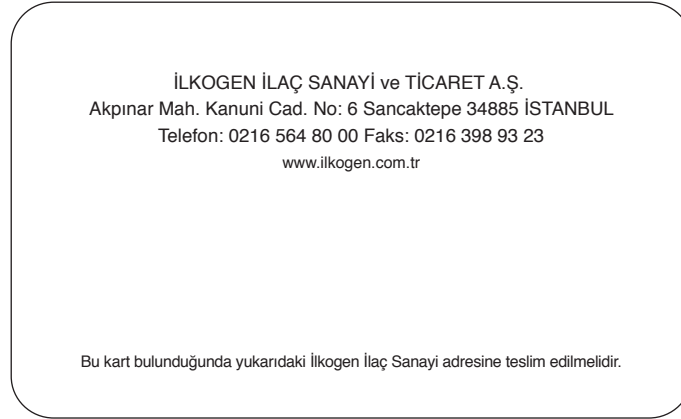 İLKOGEN İLAÇ SANAYİ ve TİCARET A.Ş.
Akpınar Mah. Kanuni Cad. No: 6 Sancaktepe 34885 İSTANBUL
Telefon: 0216 564 80 00 Faks: 0216 398 93 23
www.ilkogen.com.tr
Bu kart bulunduğunda yukarıdaki İlkogen İlaç Sanayi adresine teslim edilmelidir.